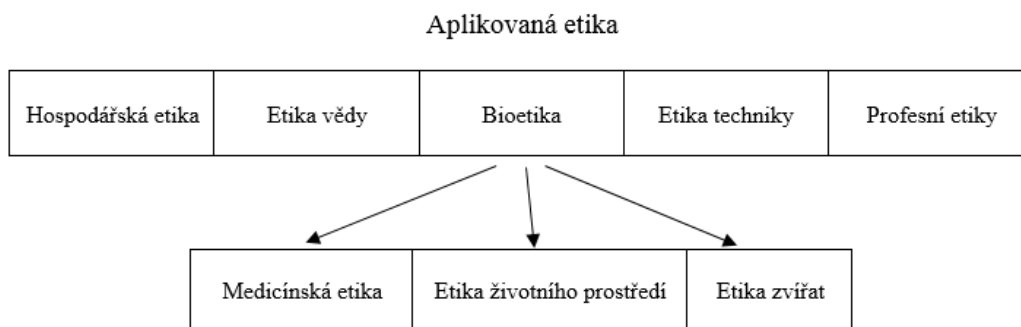 Aplikovaná etika
Hospodářská etika Etika vědy Bioetika Etika techniky Profesní etiky
Medicínská etika Etika životního prostředí Etika zvířat